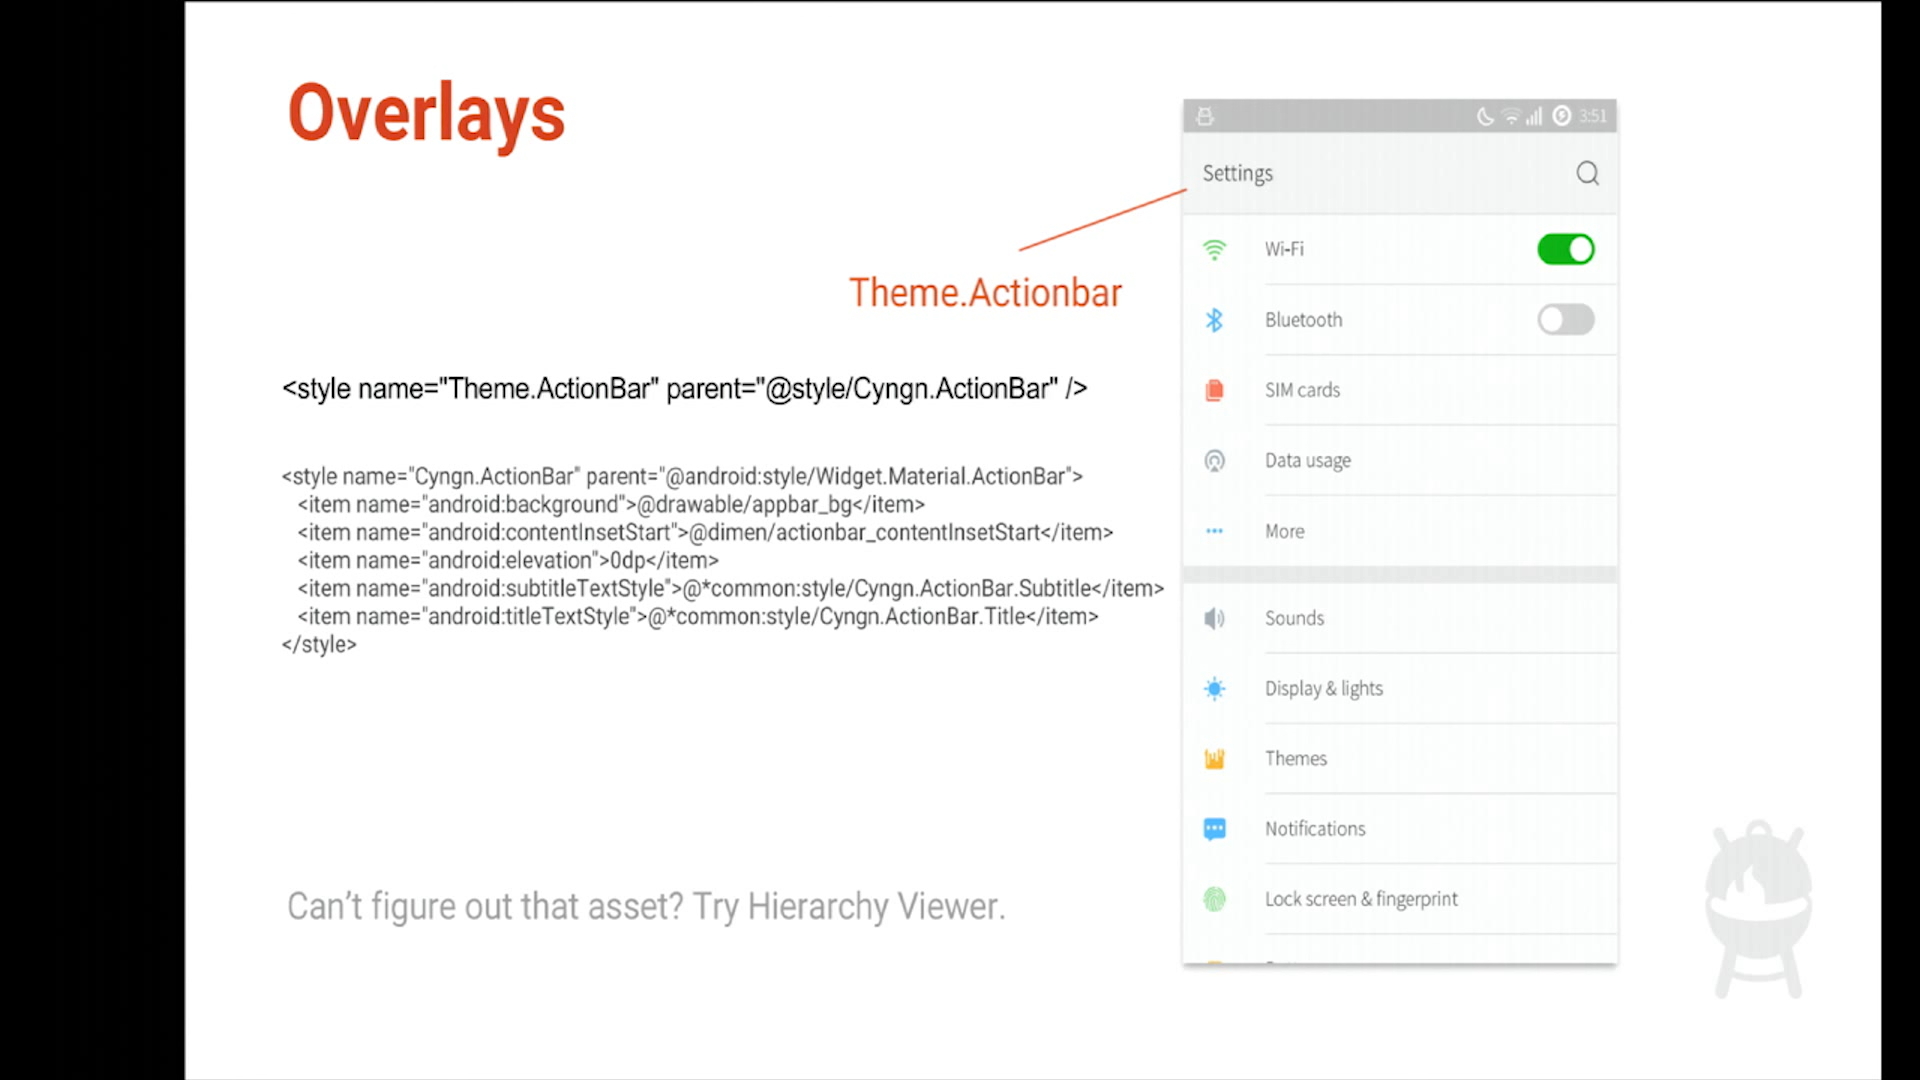 Overlays
Theme.Actionbar
<style name="Theme.ActionBar" parent="@style/Cyngn.ActionBar" />
<style name="Cyngn.ActionBar" parent="@android:style/Widget.Material.ActionBar">
<item name="android:background">@drawable/appbar_bg</item>
<item name="android:contentInsetStart">@dimen/actionbar_contentInsetStart</item>
<item name="android:elevation">0dp</item>
<item name="android:subtitleTextStyle">@*common:style/Cyngn.ActionBar.Subtitle</item>
<item name="android:titleTextStyle">@*common:style/Cyngn.ActionBar.Title</item>
</style>
Can't figure out that asset? Try Hierarchy Viewer.
3:51
Settings
Wi-Fi
Bluetooth
SIM cards
Data usage
More
Sounds
Display & lights
Themes
Notifications
Lock screen & fingerprint